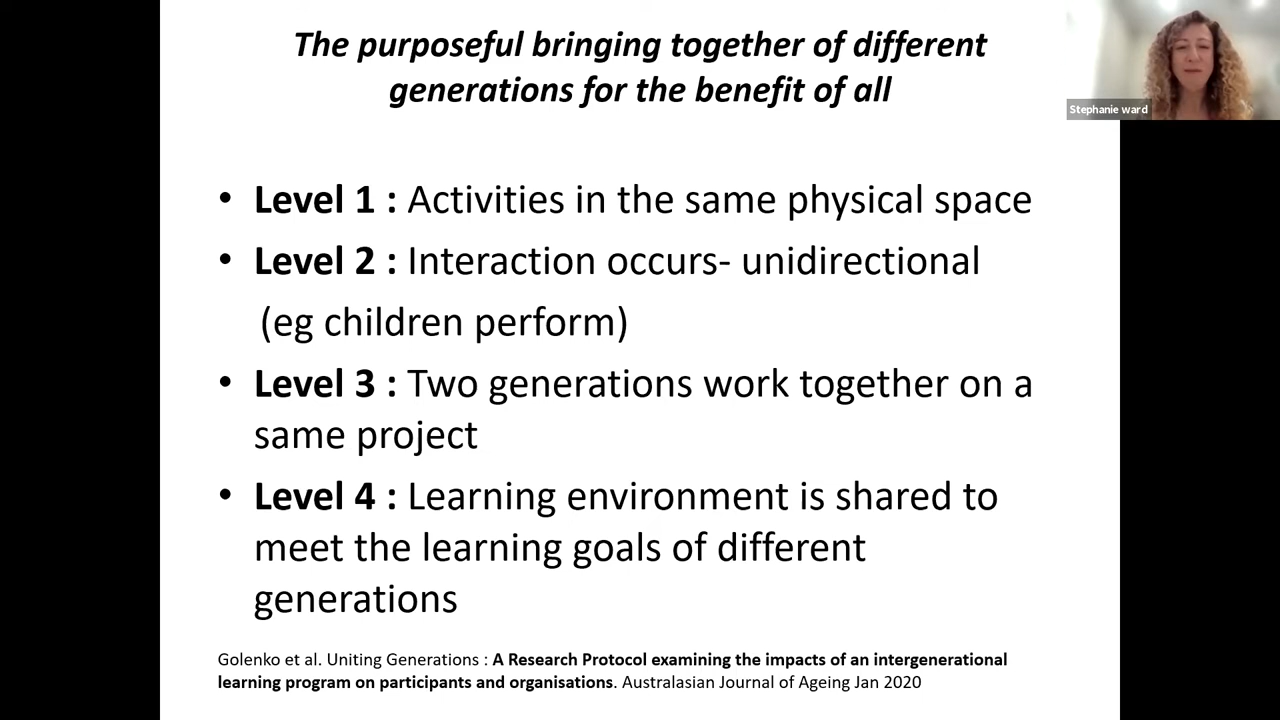 The purposeful bringing together of different
generations for the benefit of all
Stephanie ward
• Level 1 : Activities in the same physical space
• Level 2 : Interaction occurs- unidirectional
(eg children perform)
• Level 3 : Two generations work together on a
same project
• Level 4 : Learning environment is shared to
meet the learning goals of different
generations
Golenko et al. Uniting Generations : A Research Protocol examining the impacts of an intergenerational
learning program on participants and organisations. Australasian Journal of Ageing Jan 2020